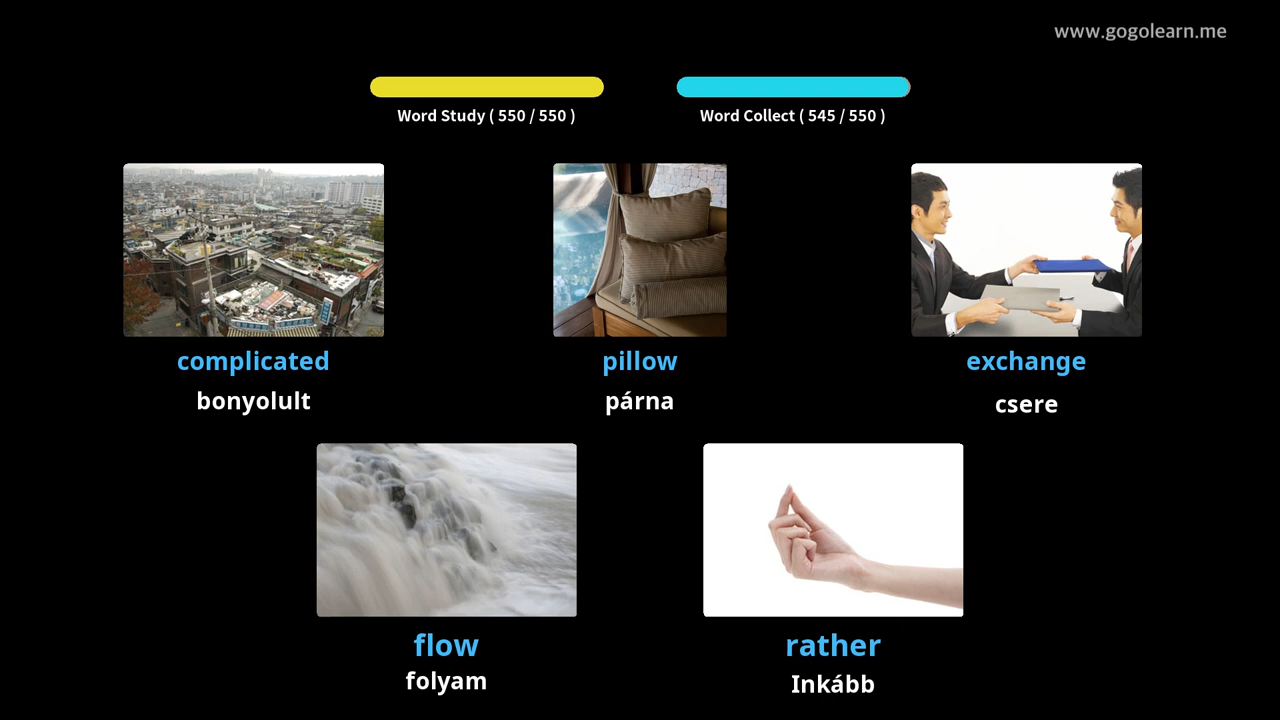 www.gogolearn.me
Word Study ( 550 / 550 )
Word Collect ( 545 / 550 )
complicated
bonyolult
pillow
párna
exchange
csere
flow
folyam
rather
Inkább